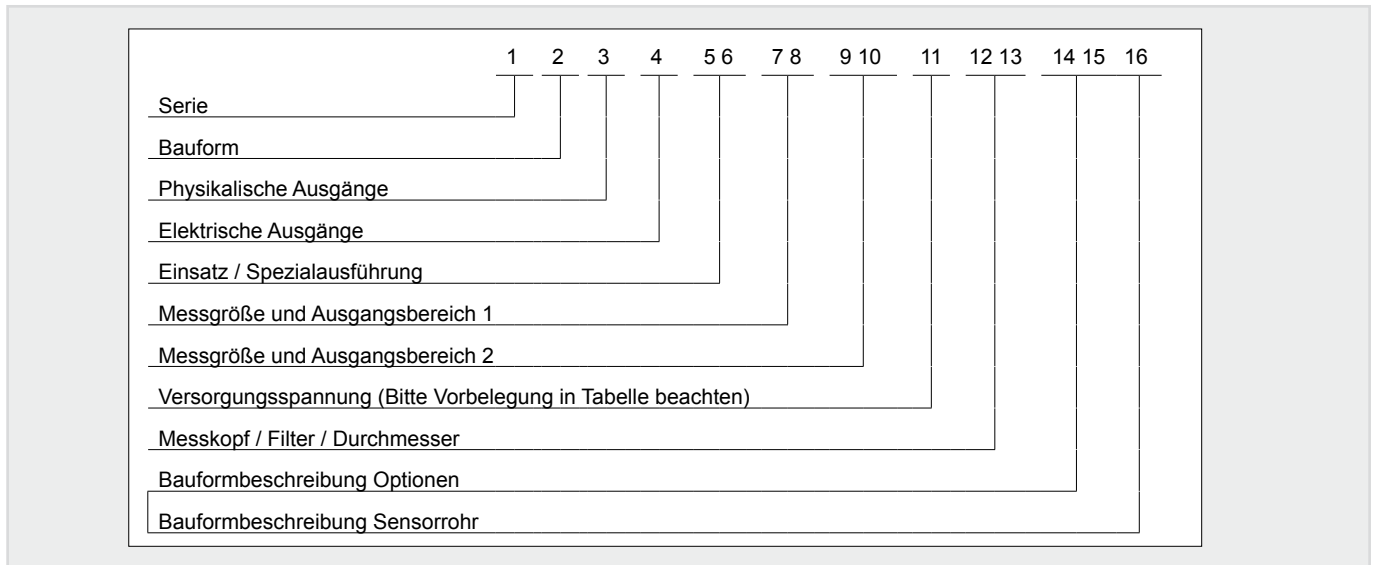 1 2 3 4 5 6 7 8 9 10 11 12 13 14 15 16
Serie
Bauform
Physikalische Ausgänge
Elektrische Ausgänge
Einsatz / Spezialausführung
Messgröße und Ausgangsbereich 1
Messgröße und Ausgangsbereich 2
Versorgungsspannung (Bitte Vorbelegung in Tabelle beachten)
Messkopf / Filter / Durchmesser
Bauformbeschreibung Optionen
Bauformbeschreibung Sensorrohr